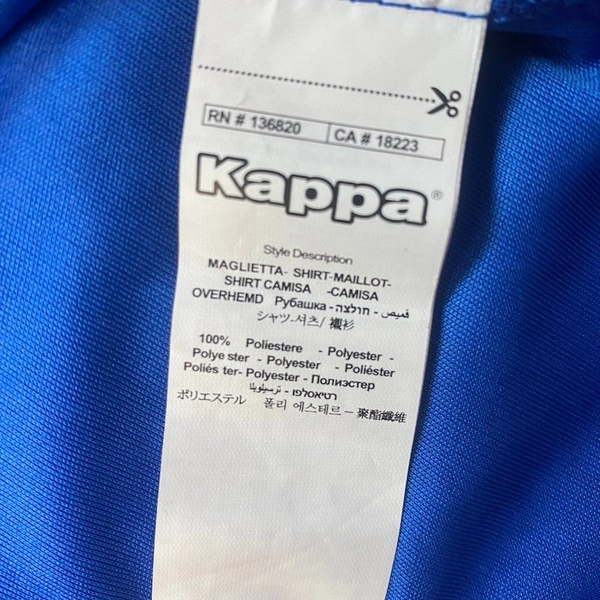 RN # 136820 CA # 18223
Kappa®
Style Description
MAGLIETTA- SHIRT-MAILLOT-
SHIRT CAMISA -CAMISA
OVERHEMD Рубашка - חולצה - قميص
シャツ-셔츠/ 襯衫
100% Poliestere - Polyester -
Polye ster - Polyester - Poliéster
Poliés ter- Polyester - Полиэстер
ポリエステル 폴리 에스테르 – 聚酯纖維